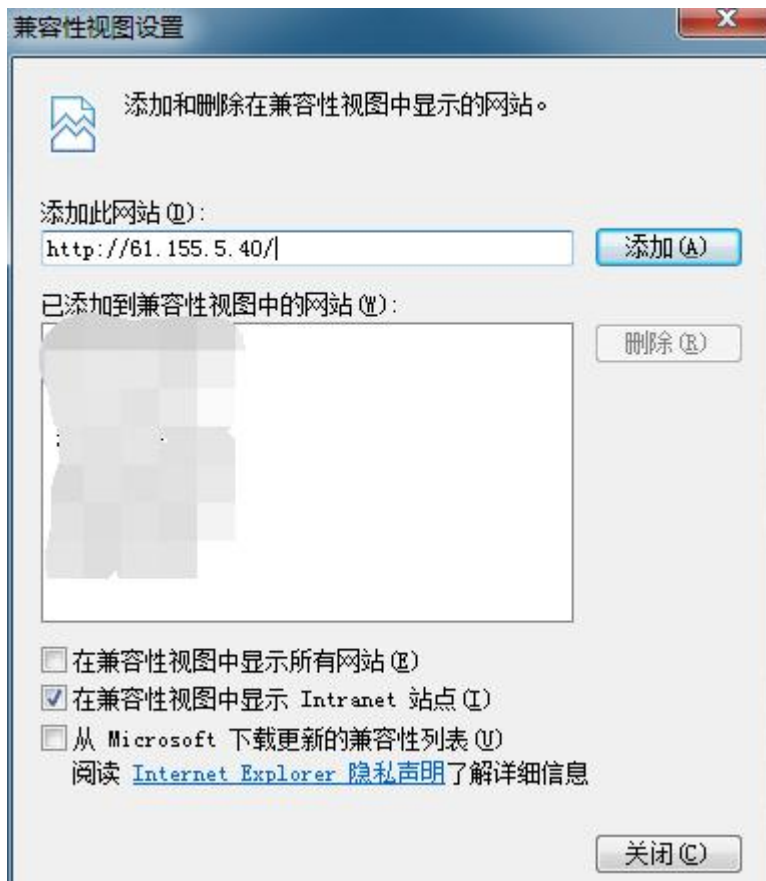 兼容性视图设置
添加和删除在兼容性视图中显示的网站。
添加此网站(D):
http://61.155.5.40/
添加(A)
已添加到兼容性视图中的网站(W):
删除(R)
在兼容性视图中显示所有网站(E)
在兼容性视图中显示 Intranet 站点(I)
从 Microsoft 下载更新的兼容性列表(U)
阅读 Internet Explorer 隐私声明了解详细信息
关闭(C)